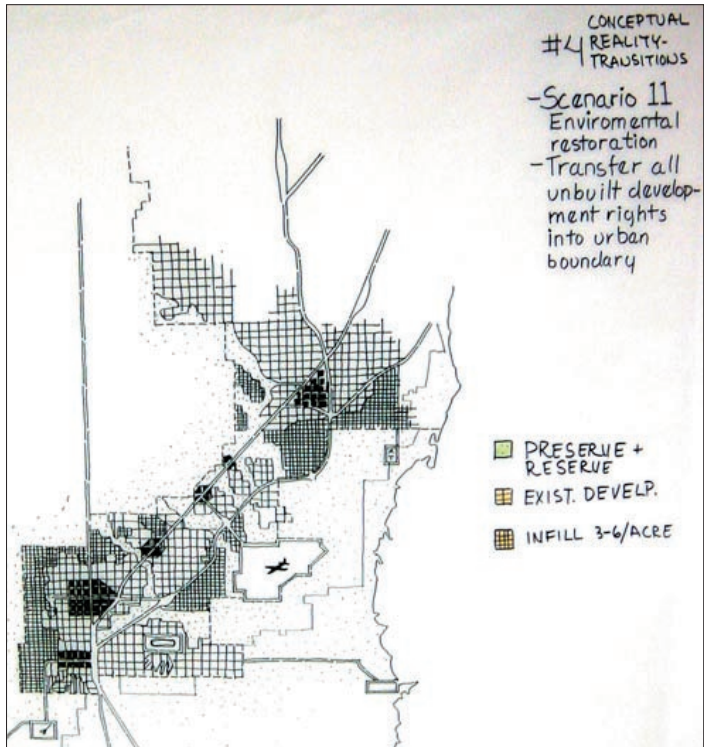 #4 CONCEPTUAL
REALITY-
TRANSITIONS
-Scenario 11
Enviromental
restoration
-Transfer all
unbuilt develop-
ment rights
into urban
boundary
PRESERVE +
RESERVE
EXIST. DEVELP.
INFILL 3-6/ACRE